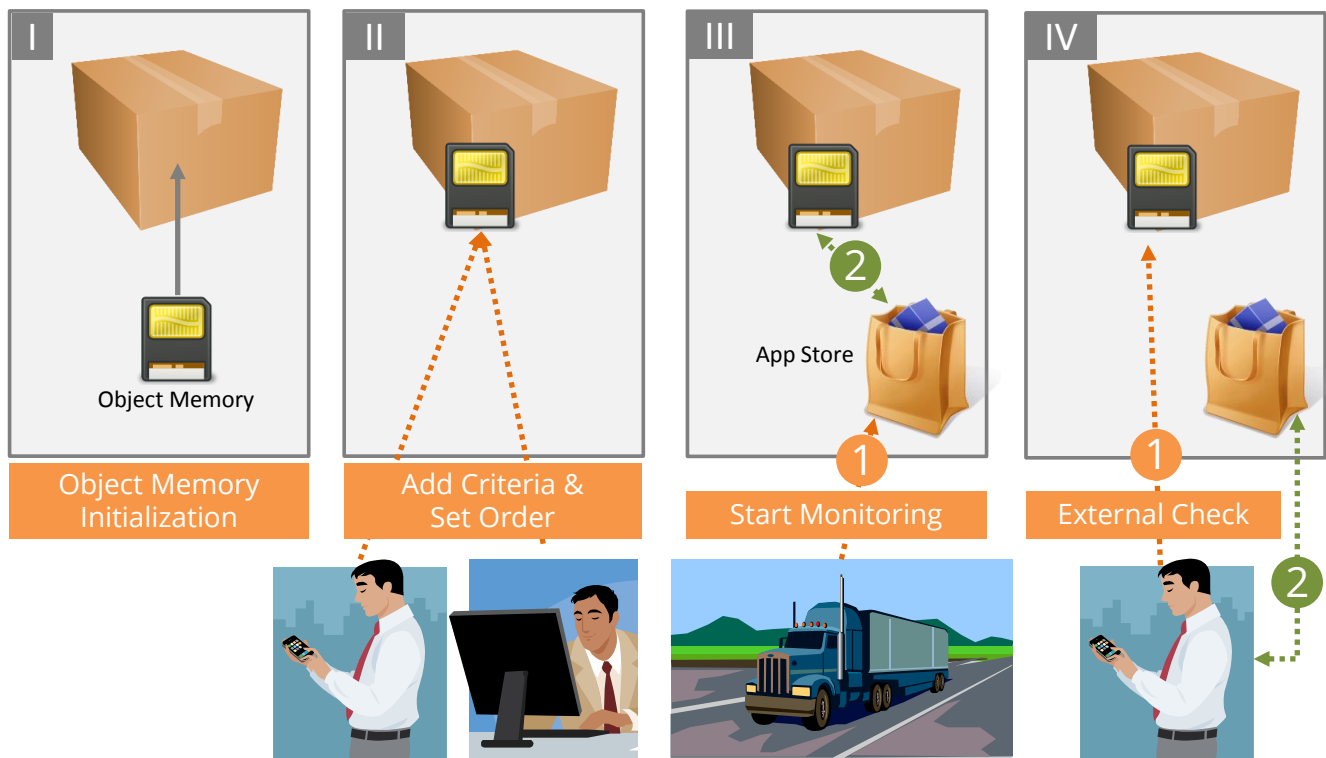 I
II
III
IV
Object Memory
2
App Store
1
1
Object Memory
Initialization
Add Criteria &
Set Order
Start Monitoring
External Check
2